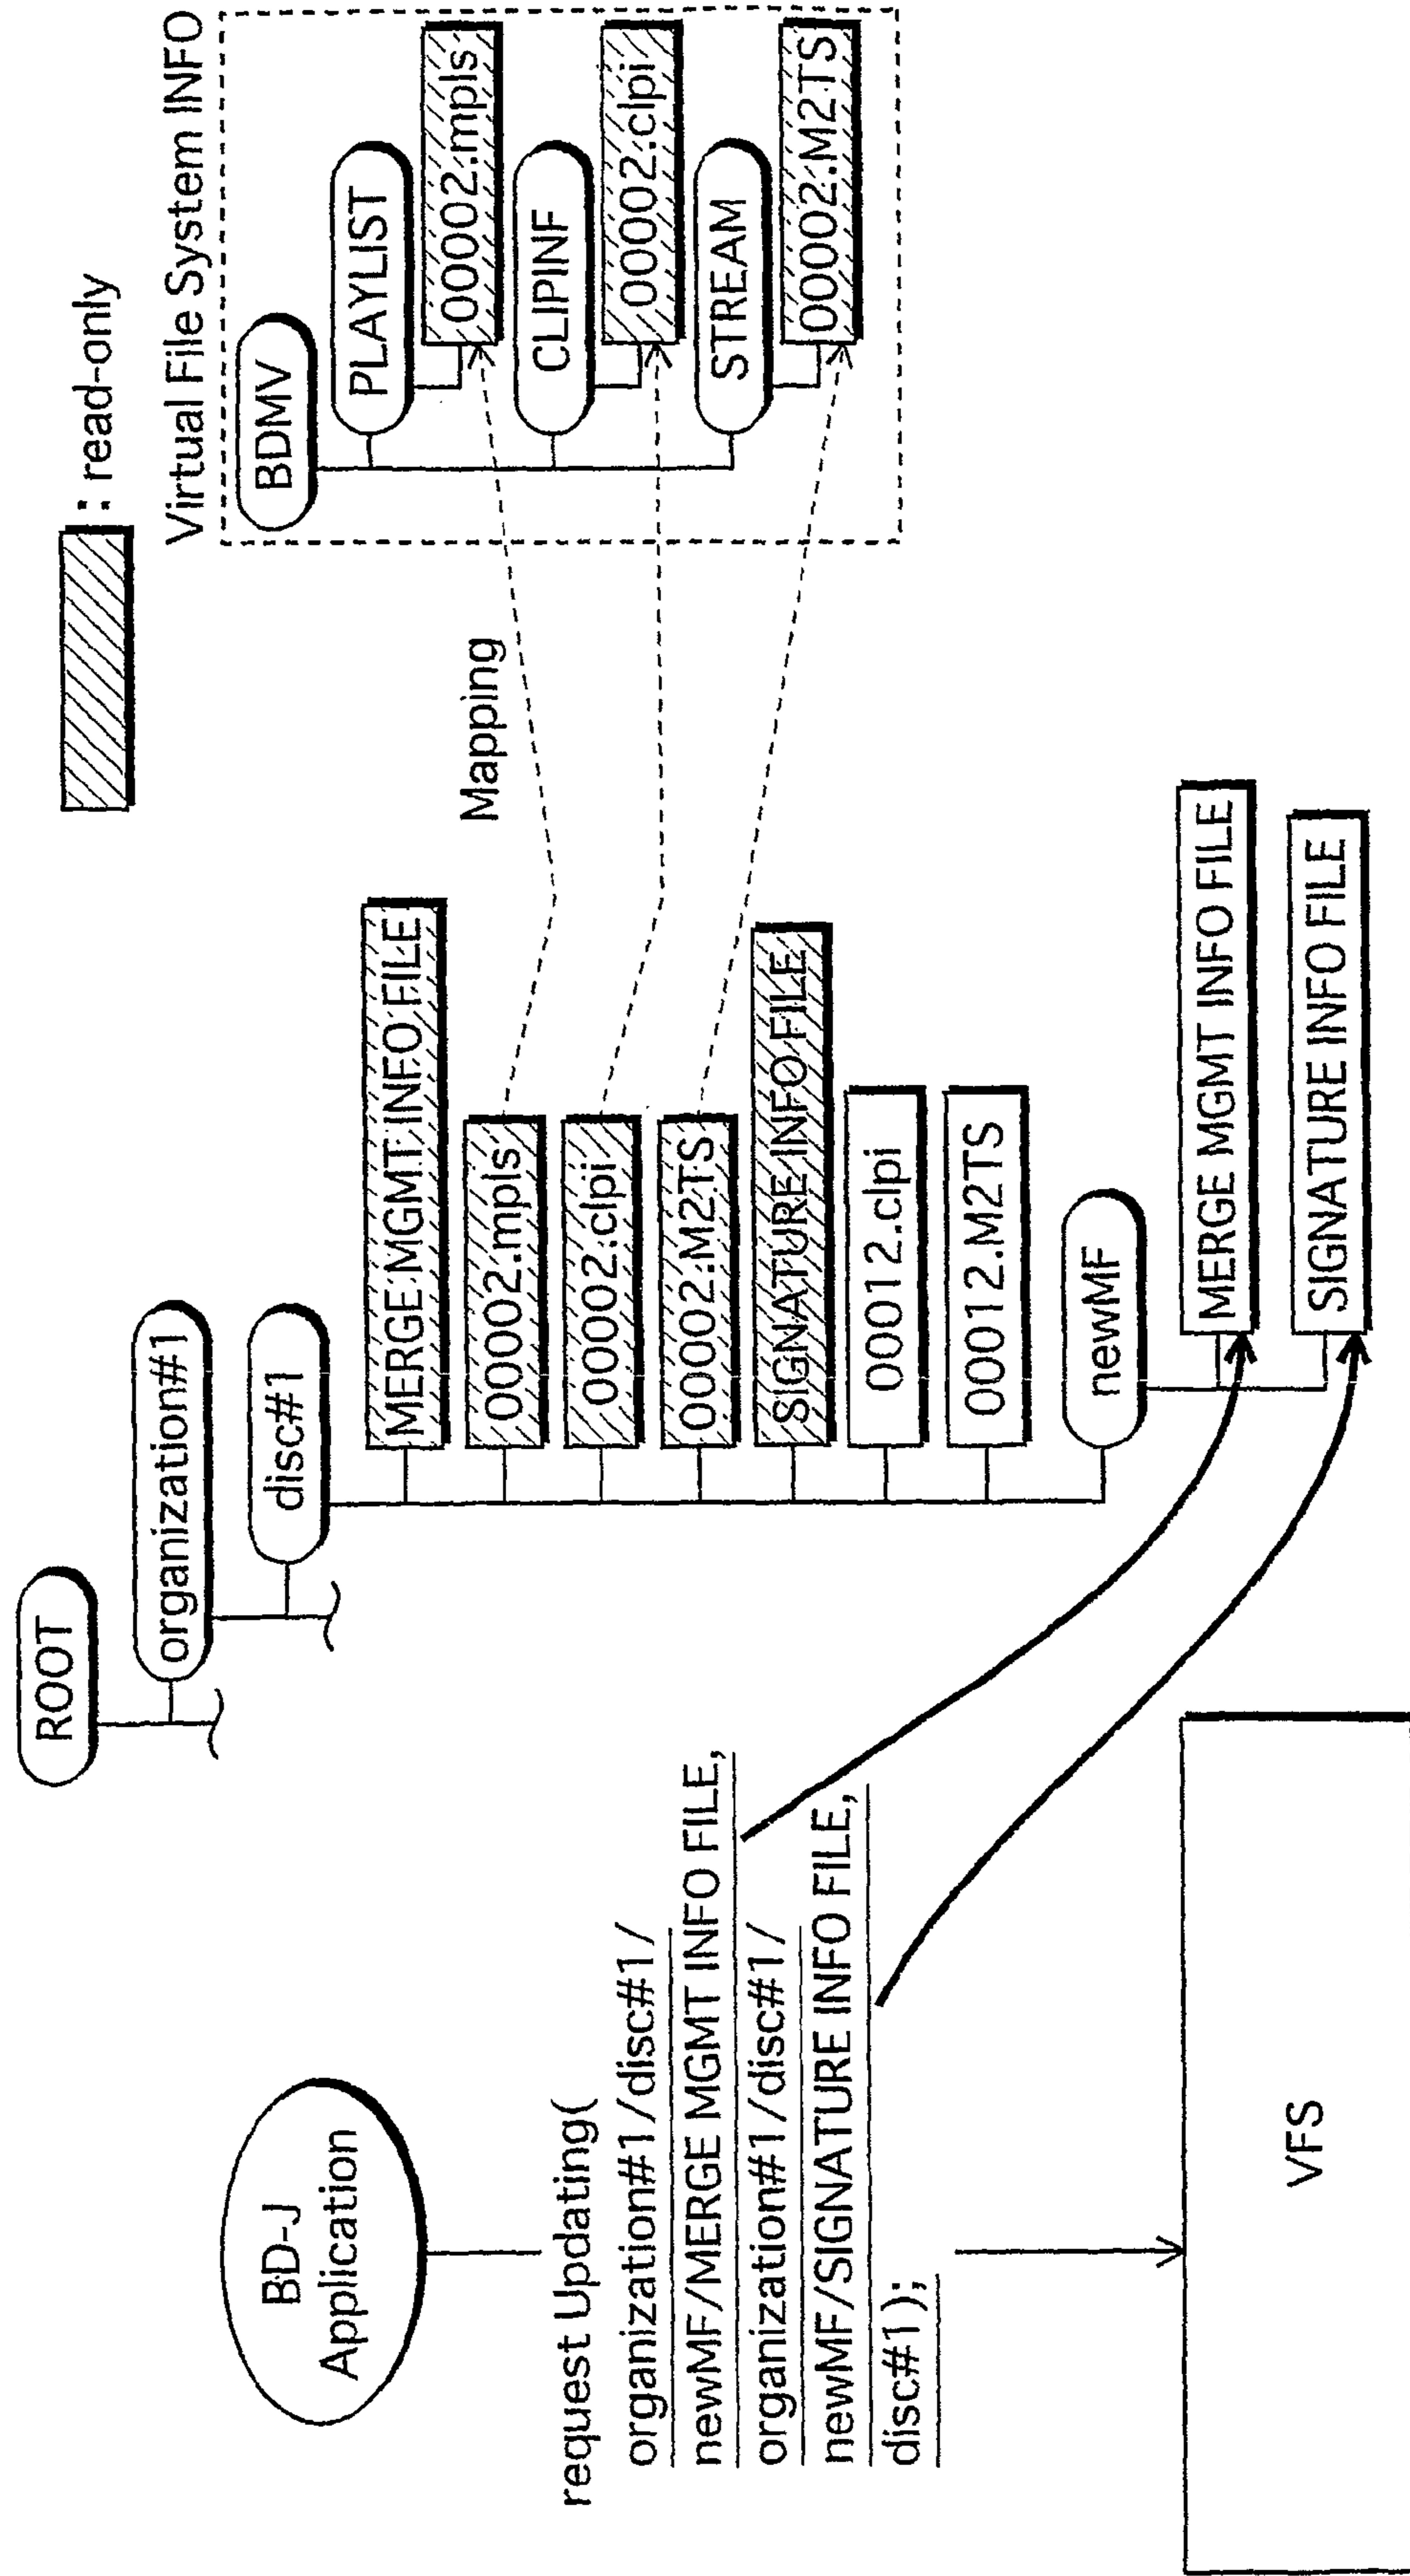 : read-only
ROOT
organization#1
disc#1
MERGE MGMT INFO FILE
00002.mpls
00002.clpi
00002.M2TS
SIGNATURE INFO FILE
00012.clpi
00012.M2TS
newMF
MERGE MGMT INFO FILE
SIGNATURE INFO FILE
Mapping
Virtual File System INFO
BDMV
PLAYLIST
00002.mpls
CLIPINF
00002.clpi
STREAM
00002.M2TS
BD-J
Application
request Updating(
organization#1/disc#1/
newMF/MERGE MGMT INFO FILE,
organization#1/disc#1/
newMF/SIGNATURE INFO FILE,
disc#1);
VFS